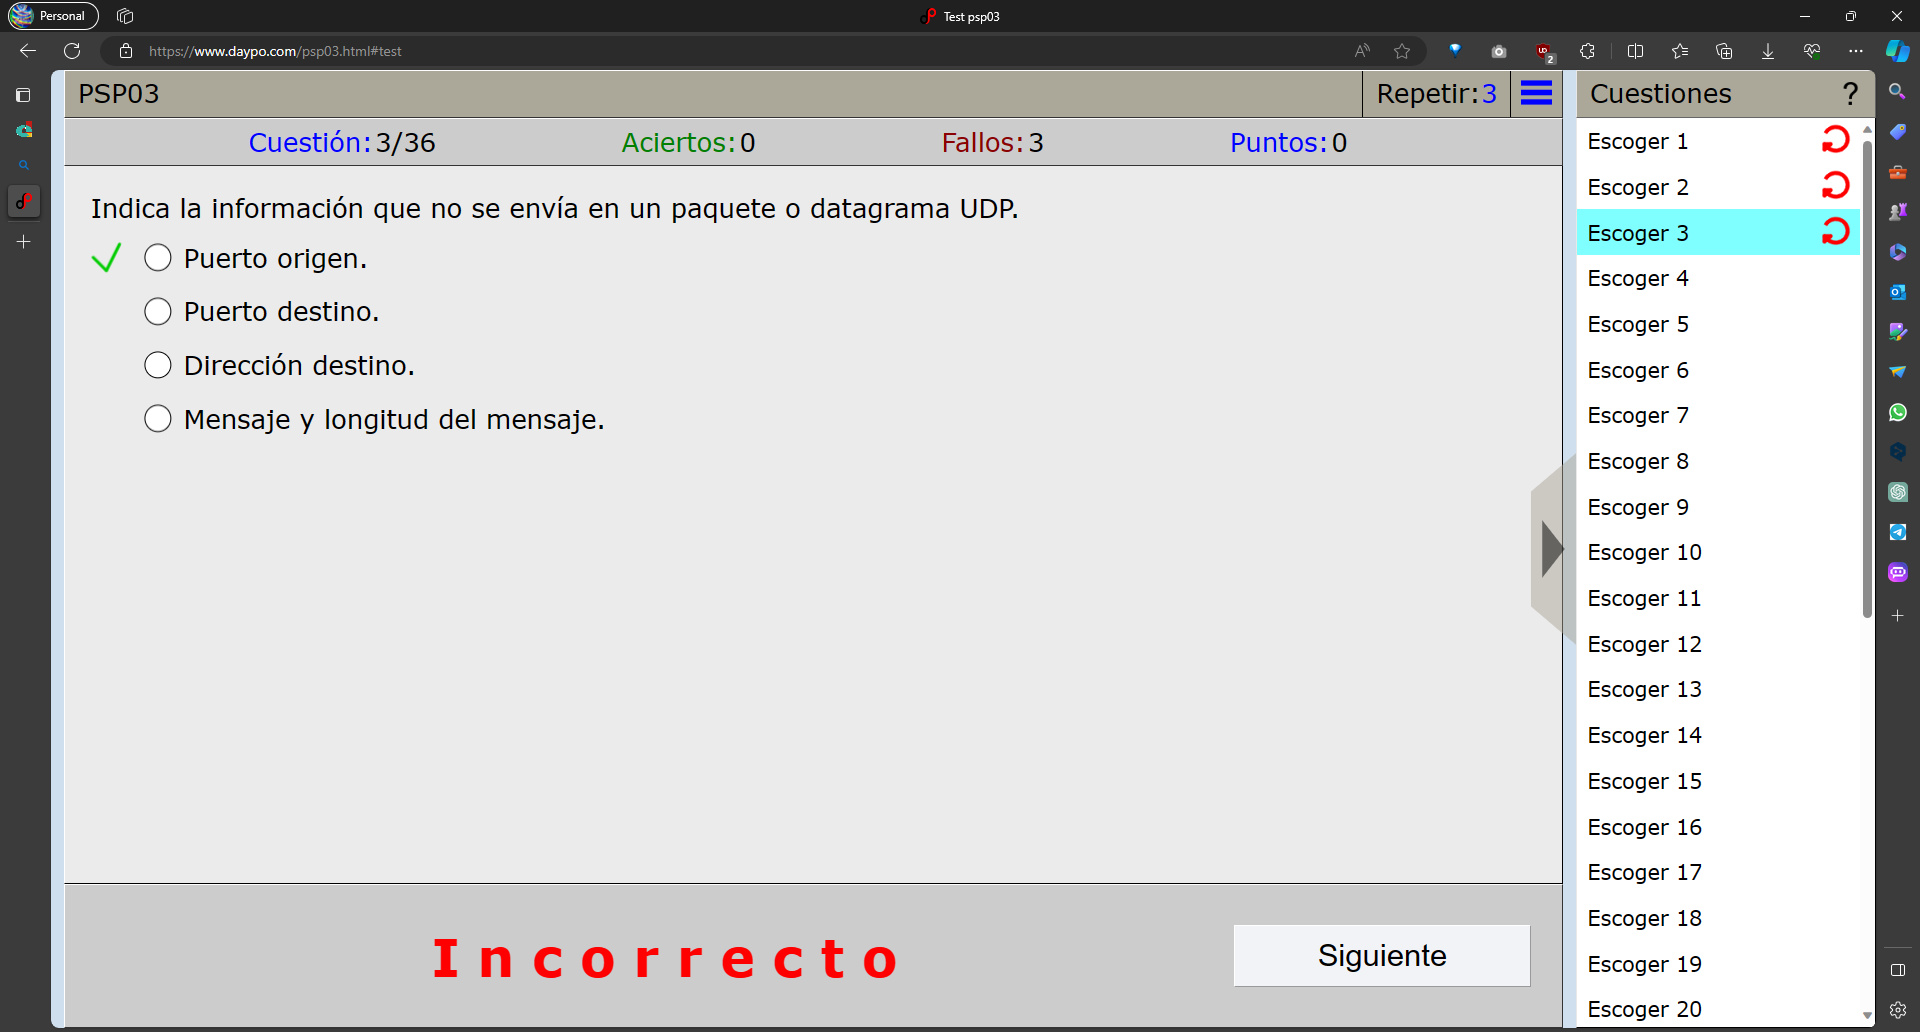 Personal
Test psp03
https://www.daypo.com/psp03.html#test
2
PSP03
Repetir:3
Cuestiones
?
Cuestión:3/36
Aciertos:0
Fallos:3
Puntos:0
Indica la información que no se envía en un paquete o datagrama UDP.
Puerto origen.
Puerto destino.
Dirección destino.
Mensaje y longitud del mensaje.
Incorrecto
Siguiente
Escoger 1
Escoger 2
Escoger 3
Escoger 4
Escoger 5
Escoger 6
Escoger 7
Escoger 8
Escoger 9
Escoger 10
Escoger 11
Escoger 12
Escoger 13
Escoger 14
Escoger 15
Escoger 16
Escoger 17
Escoger 18
Escoger 19
Escoger 20